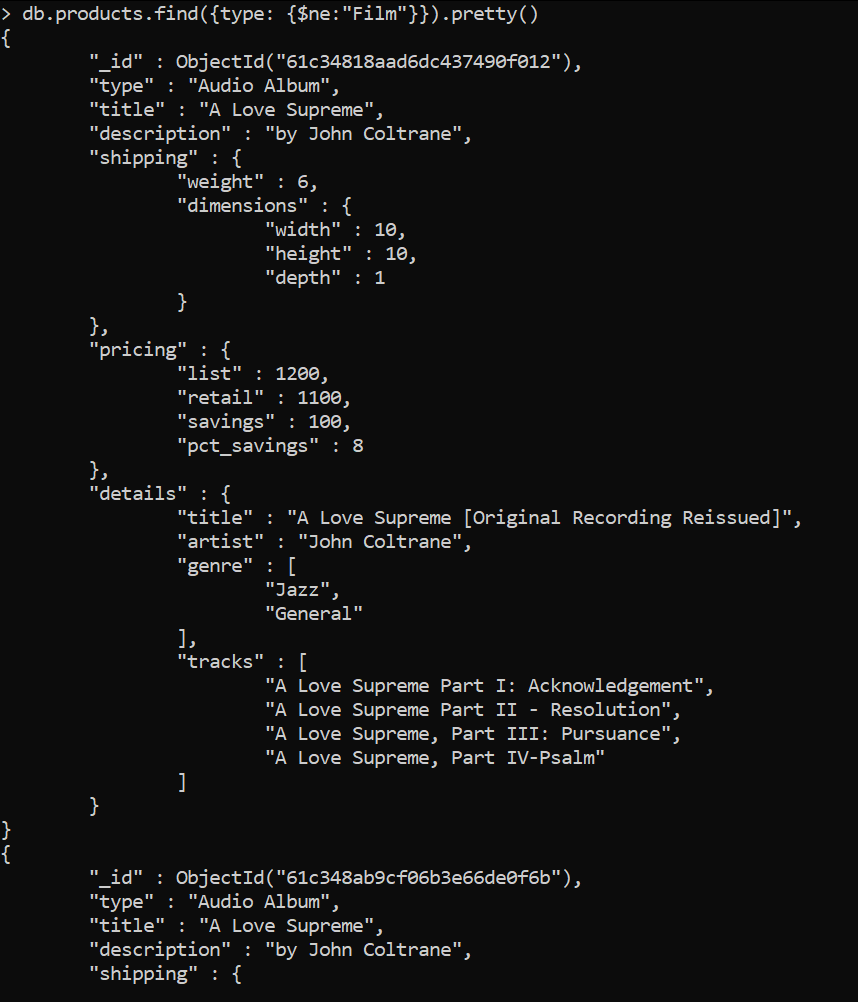 > db.products.find({type: {$ne:"Film"}}).pretty()
{
        "_id" : ObjectId("61c34818aad6dc437490f012"),
        "type" : "Audio Album",
        "title" : "A Love Supreme",
        "description" : "by John Coltrane",
        "shipping" : {
                "weight" : 6,
                "dimensions" : {
                        "width" : 10,
                        "height" : 10,
                        "depth" : 1
                }
        },
        "pricing" : {
                "list" : 1200,
                "retail" : 1100,
                "savings" : 100,
                "pct_savings" : 8
        },
        "details" : {
                "title" : "A Love Supreme [Original Recording Reissued]",
                "artist" : "John Coltrane",
                "genre" : [
                        "Jazz",
                        "General"
                ],
                "tracks" : [
                        "A Love Supreme Part I: Acknowledgement",
                        "A Love Supreme Part II - Resolution",
                        "A Love Supreme, Part III: Pursuance",
                        "A Love Supreme, Part IV-Psalm"
                ]
        }
}
{
        "_id" : ObjectId("61c348ab9cf06b3e66de0f6b"),
        "type" : "Audio Album",
        "title" : "A Love Supreme",
        "description" : "by John Coltrane",
        "shipping" : {